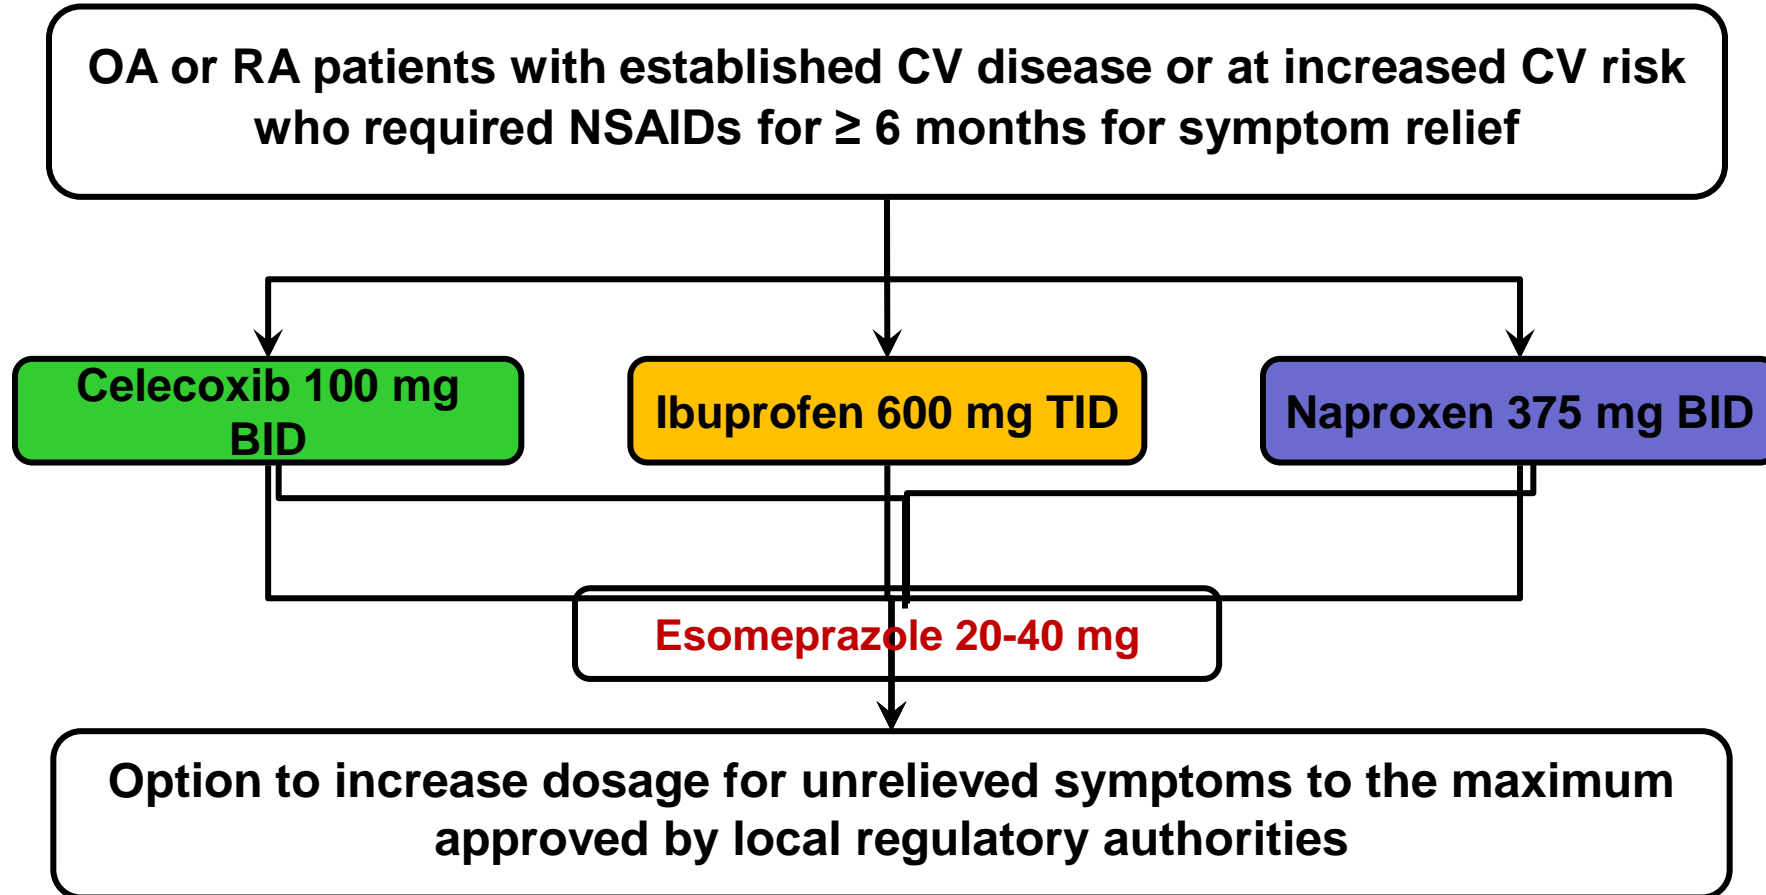 OA or RA patients with established CV disease or at increased CV risk
who required NSAIDs for ≥ 6 months for symptom relief
Celecoxib 100 mg
BID
Ibuprofen 600 mg TID
Naproxen 375 mg BID
Esomeprazole 20-40 mg
Option to increase dosage for unrelieved symptoms to the maximum
approved by local regulatory authorities